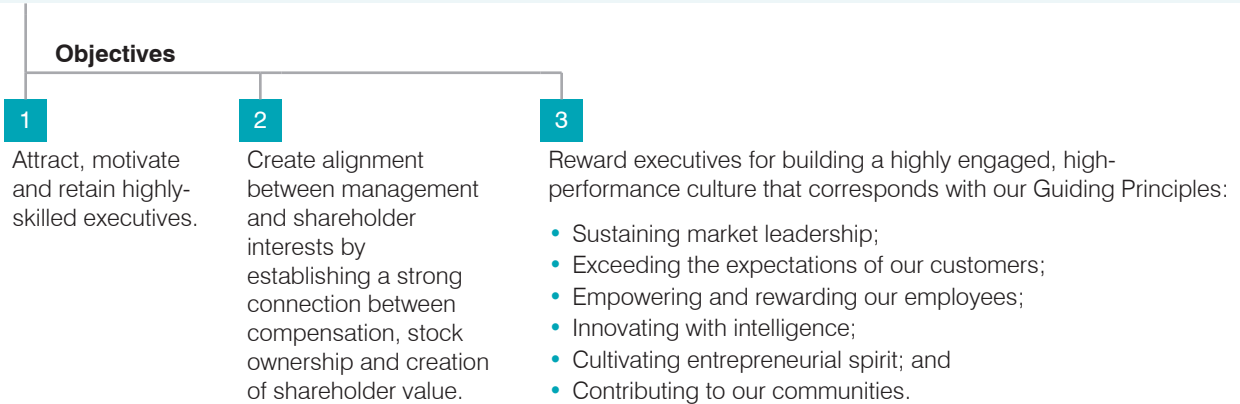 Objectives
1
Attract, motivate
and retain highly-
skilled executives.
2
Create alignment
between management
and shareholder
interests by
establishing a strong
connection between
compensation, stock
ownership and creation
of shareholder value.
3
Reward executives for building a highly engaged, high-
performance culture that corresponds with our Guiding Principles:
• Sustaining market leadership;
• Exceeding the expectations of our customers;
• Empowering and rewarding our employees;
• Innovating with intelligence;
• Cultivating entrepreneurial spirit; and
• Contributing to our communities.